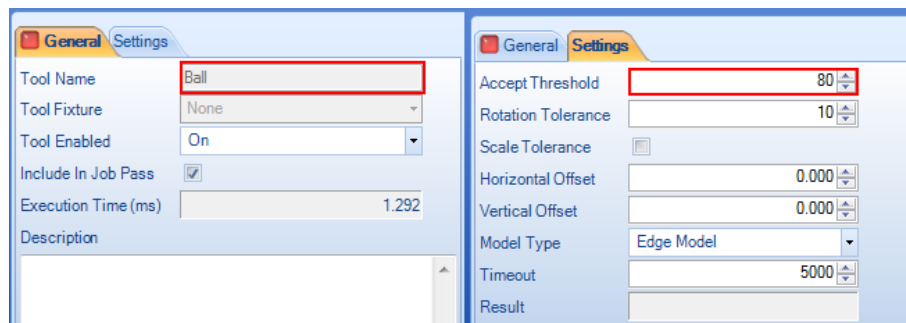 General Settings
Tool Name Ball
Tool Fixture None
Tool Enabled On
Include In Job Pass
Execution Time (ms) 1.292
Description
General Settings
Accept Threshold 80
Rotation Tolerance 10
Scale Tolerance
Horizontal Offset 0.000
Vertical Offset 0.000
Model Type Edge Model
Timeout 5000
Result